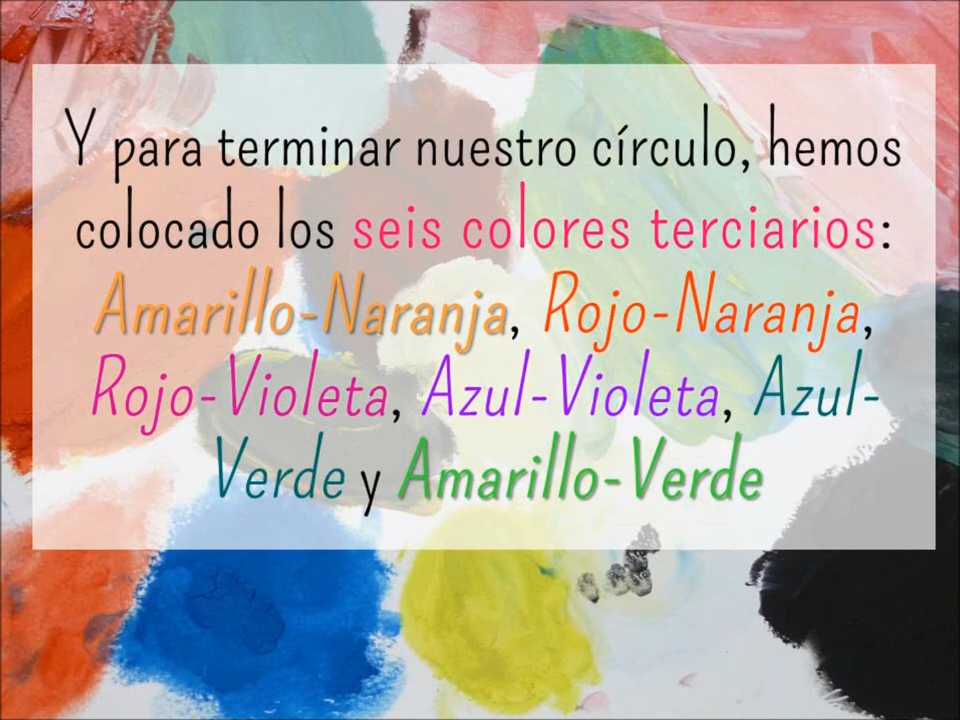 Y para terminar nuestro círculo, hemos
colocado los seis colores terciarios:
Amarillo-Naranja, Rojo-Naranja,
Rojo-Violeta, Azul-Violeta, Azul-
Verde y Amarillo-Verde